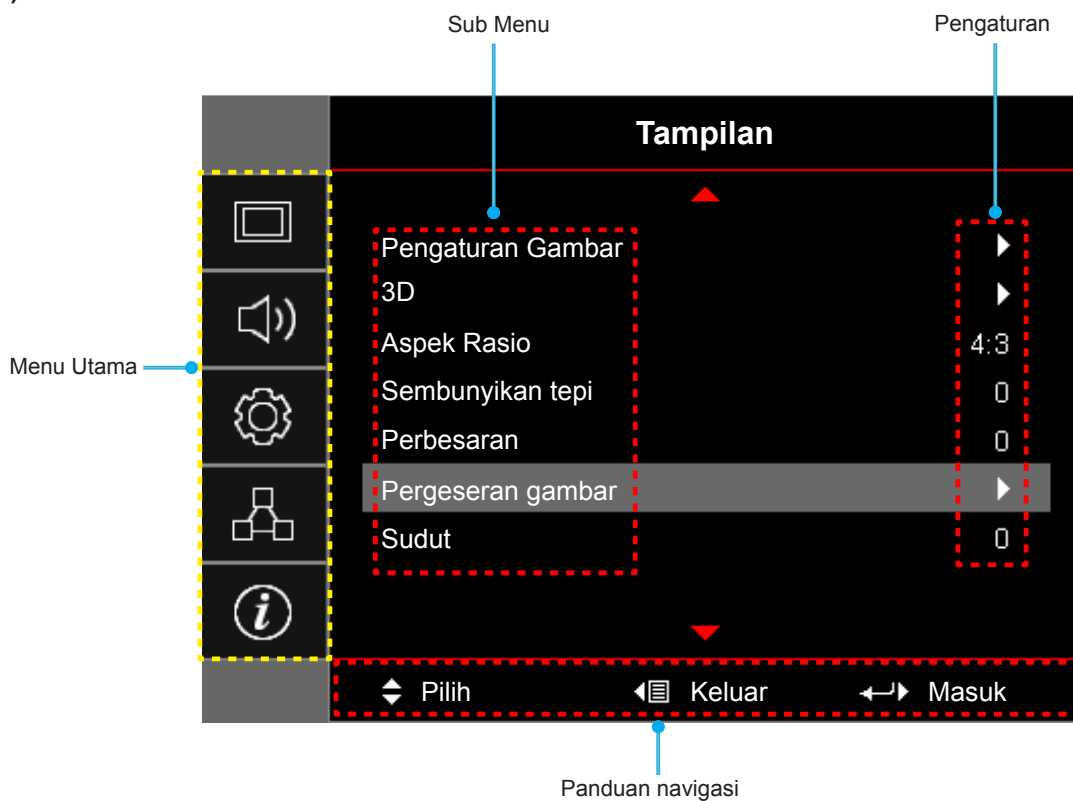 )
Sub Menu
Pengaturan
Tampilan
Pengaturan Gambar
3D
Aspek Rasio 4:3
Sembunyikan tepi 0
Perbesaran 0
Pergeseran gambar
Sudut 0
Menu Utama
i
Pilih Keluar Masuk
Panduan navigasi